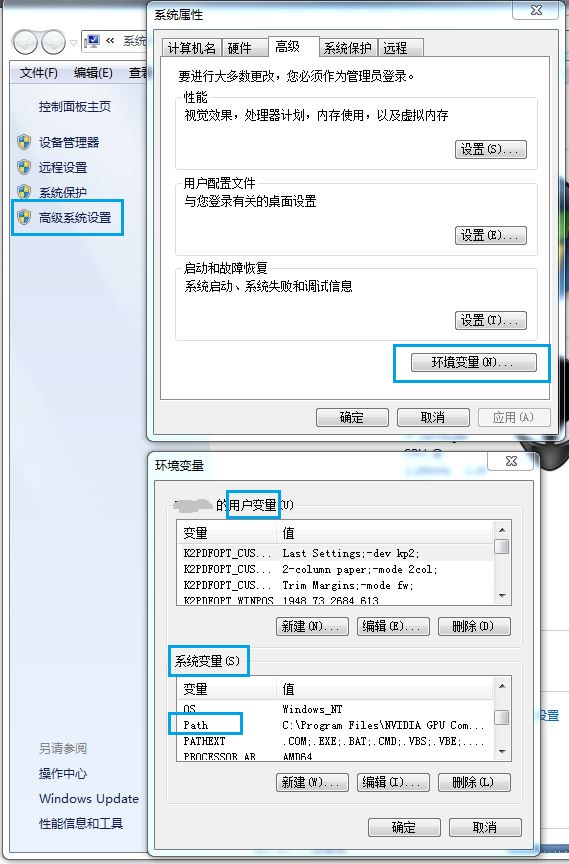 系统属性
« 系统
文件(F) 编辑(E) 查看
控制面板主页
设备管理器
远程设置
系统保护
高级系统设置
计算机名 硬件 高级 系统保护 远程
要进行大多数更改，您必须作为管理员登录。
性能
视觉效果，处理器计划，内存使用，以及虚拟内存
设置(S)...
用户配置文件
与您登录有关的桌面设置
设置(E)...
启动和故障恢复
系统启动、系统失败和调试信息
设置(T)...
环境变量(N)...
确定 取消 应用(A)
环境变量
的用户变量(U)
变量 值
K2PDFOPT_CUS... Last Settings;-dev kp2;
K2PDFOPT_CUS... 2-column paper;-mode 2col;
K2PDFOPT_CUS... Trim Margins;-mode fw;
K2PDFOPT_WINPOS 1948 73 2684 613
新建(N)... 编辑(E)... 删除(D)
系统变量(S)
变量 值
OS Windows_NT
Path C:\Program Files\NVIDIA GPU Com...
PATHEXT .COM;.EXE;.BAT;.CMD;.VBS;.VBE;....
PROCESSOR_AR AMD64
新建(W)... 编辑(I)... 删除(L)
确定 取消
设置
另请参阅
操作中心
Windows Update
性能信息和工具